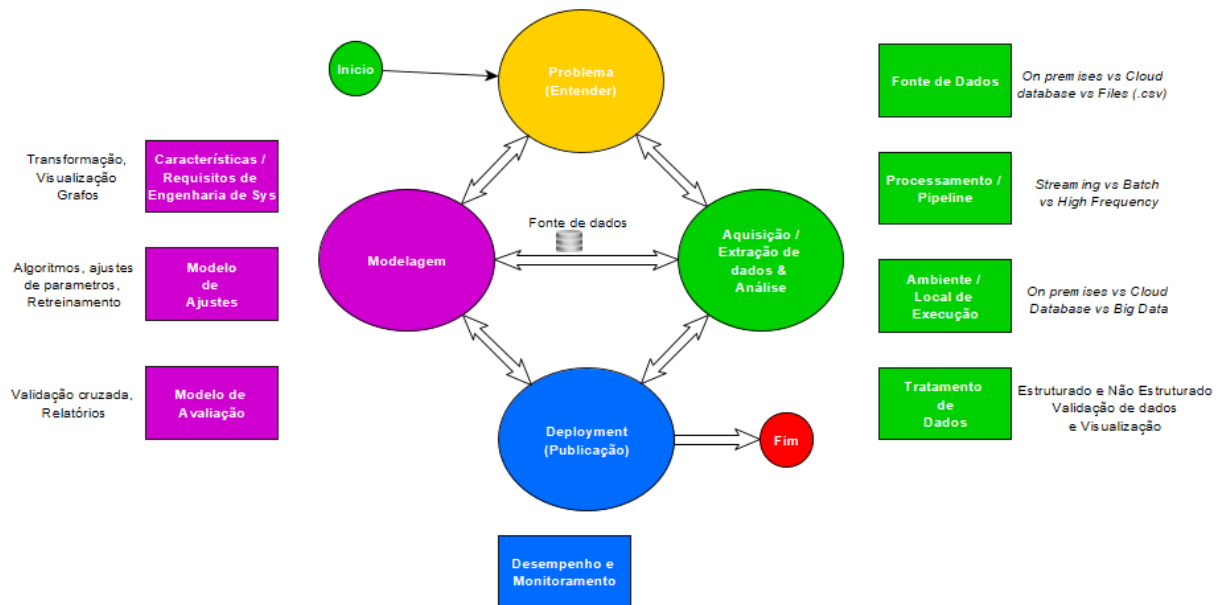 Inicio
Problema
(Entender)
Fonte de Dados
On premises vs Cloud
database vs Files (.csv)
Transformação,
Visualização
Grafos
Características /
Requisitos de
Engenharia de Sys
Processamento /
Pipeline
Streaming vs Batch
vs High Frequency
Fonte de dados
Modelagem
Aquisição /
Extração de
dados &
Análise
Algoritmos, ajustes
de parametros,
Retreinamento
Modelo
de
Ajustes
Ambiente /
Local de
Execução
On premises vs Cloud
Database vs Big Data
Validação cruzada,
Relatórios
Modelo de
Avaliação
Deployment
(Publicação)
Fim
Tratamento
de
Dados
Estruturado e Não Estruturado
Validação de dados
e Visualização
Desempenho e
Monitoramento